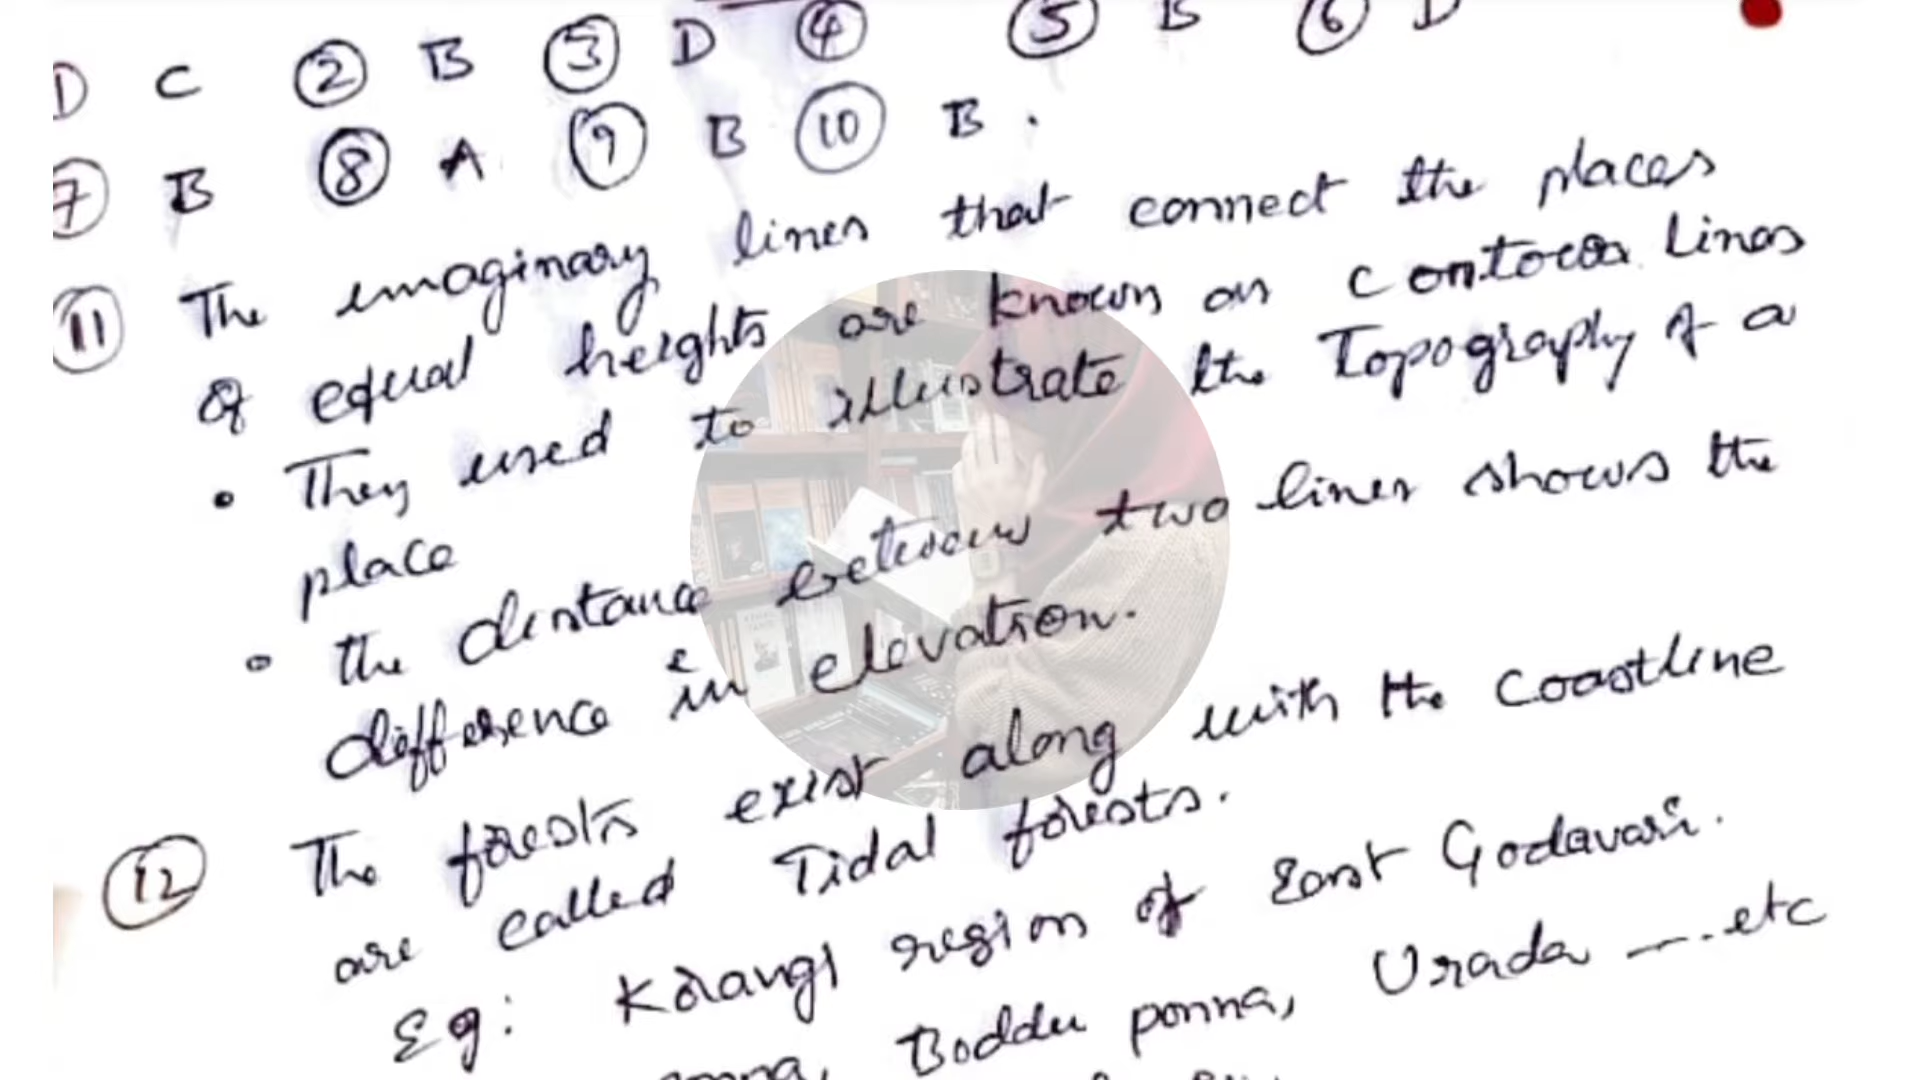 1 C 2 B 3 D 4 5 B 6 D
7 B 8 A 9 B 10 B.
11 The imaginary lines that connect the places
of equal heights are known as contour Lines
• They used to illustrate the Topography of a
place
• the distance between two lines shows the
difference in elevation.
12 The forests exist along with the coastline
are called Tidal forests.
Eg: Korangi region of East Godavari.
Boddu ponna, Urada ---.etc